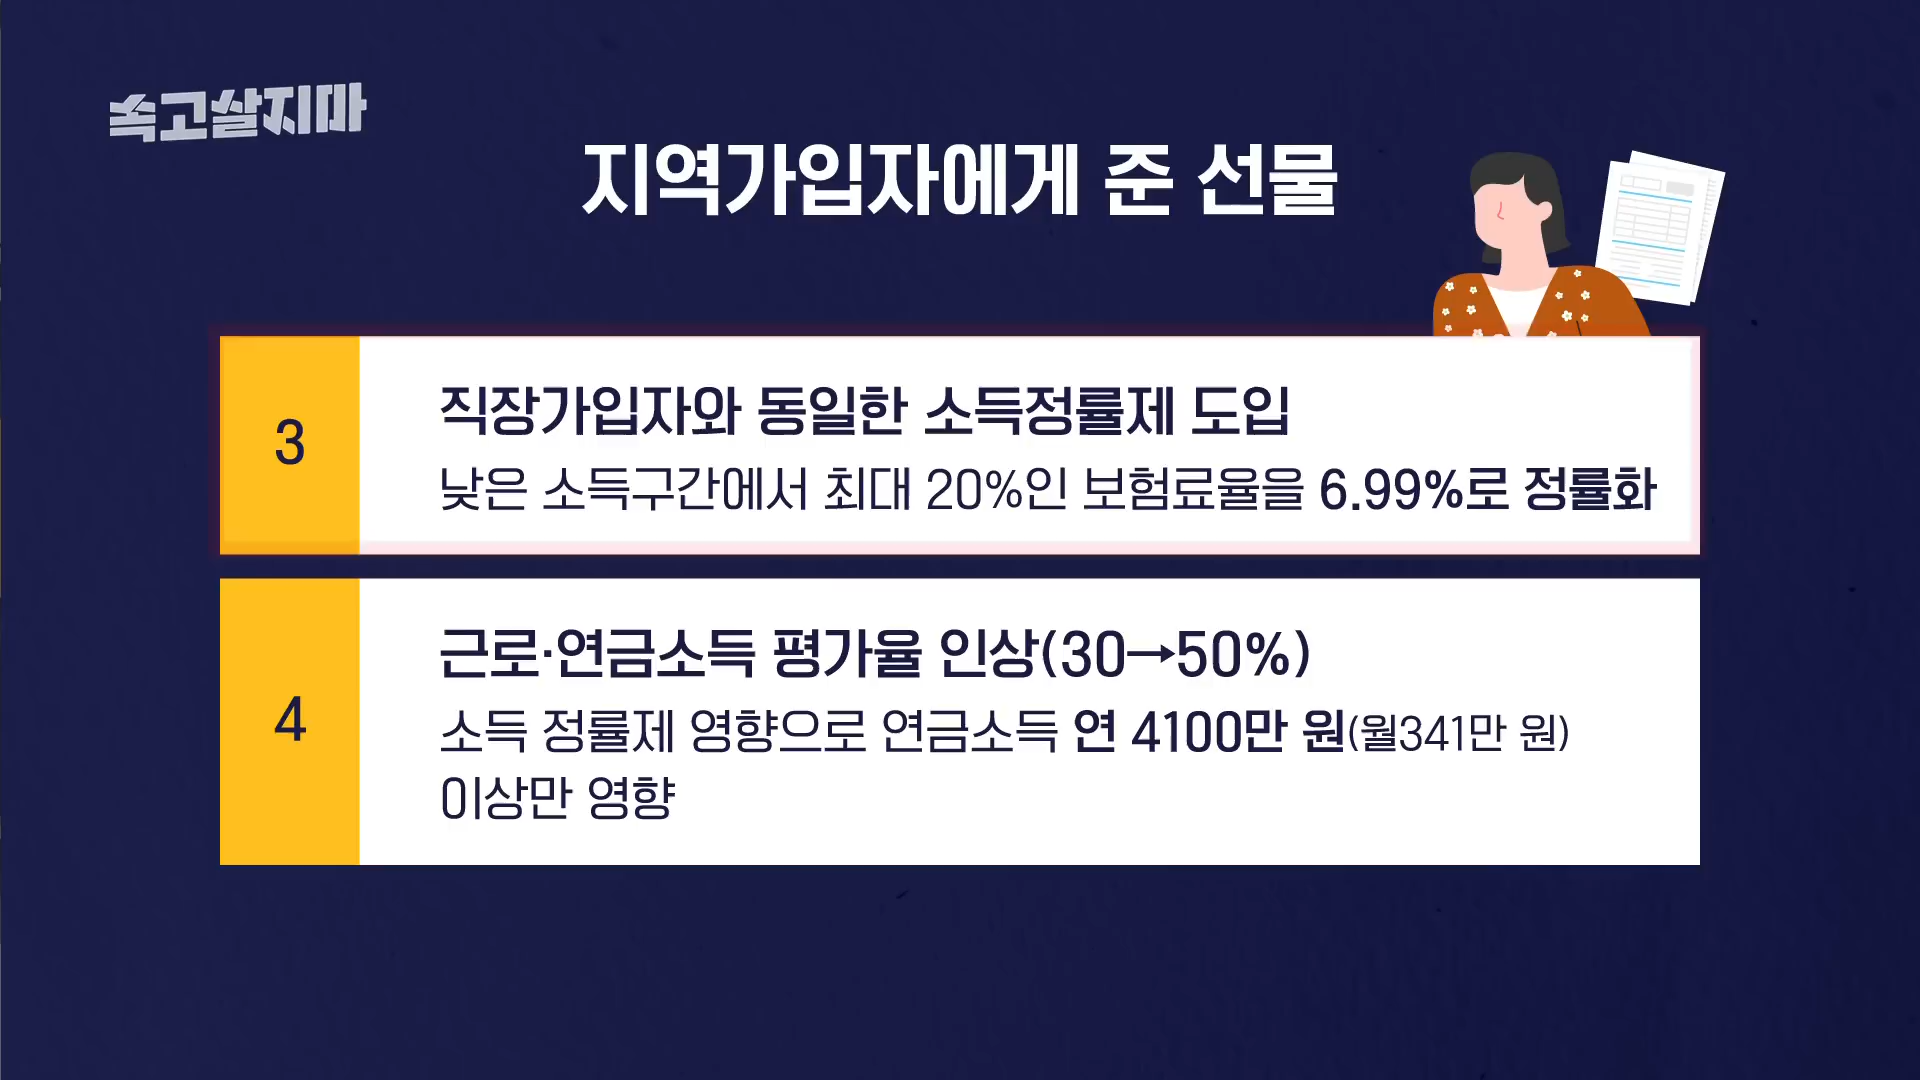 속고살지마
지역가입자에게 준 선물
3
직장가입자와 동일한 소득정률제 도입
낮은 소득구간에서 최대 20%인 보험료율을 6.99%로 정률화
4
근로·연금소득 평가율 인상(30→50%)
소득 정률제 영향으로 연금소득 연 4100만 원(월341만 원)
이상만 영향